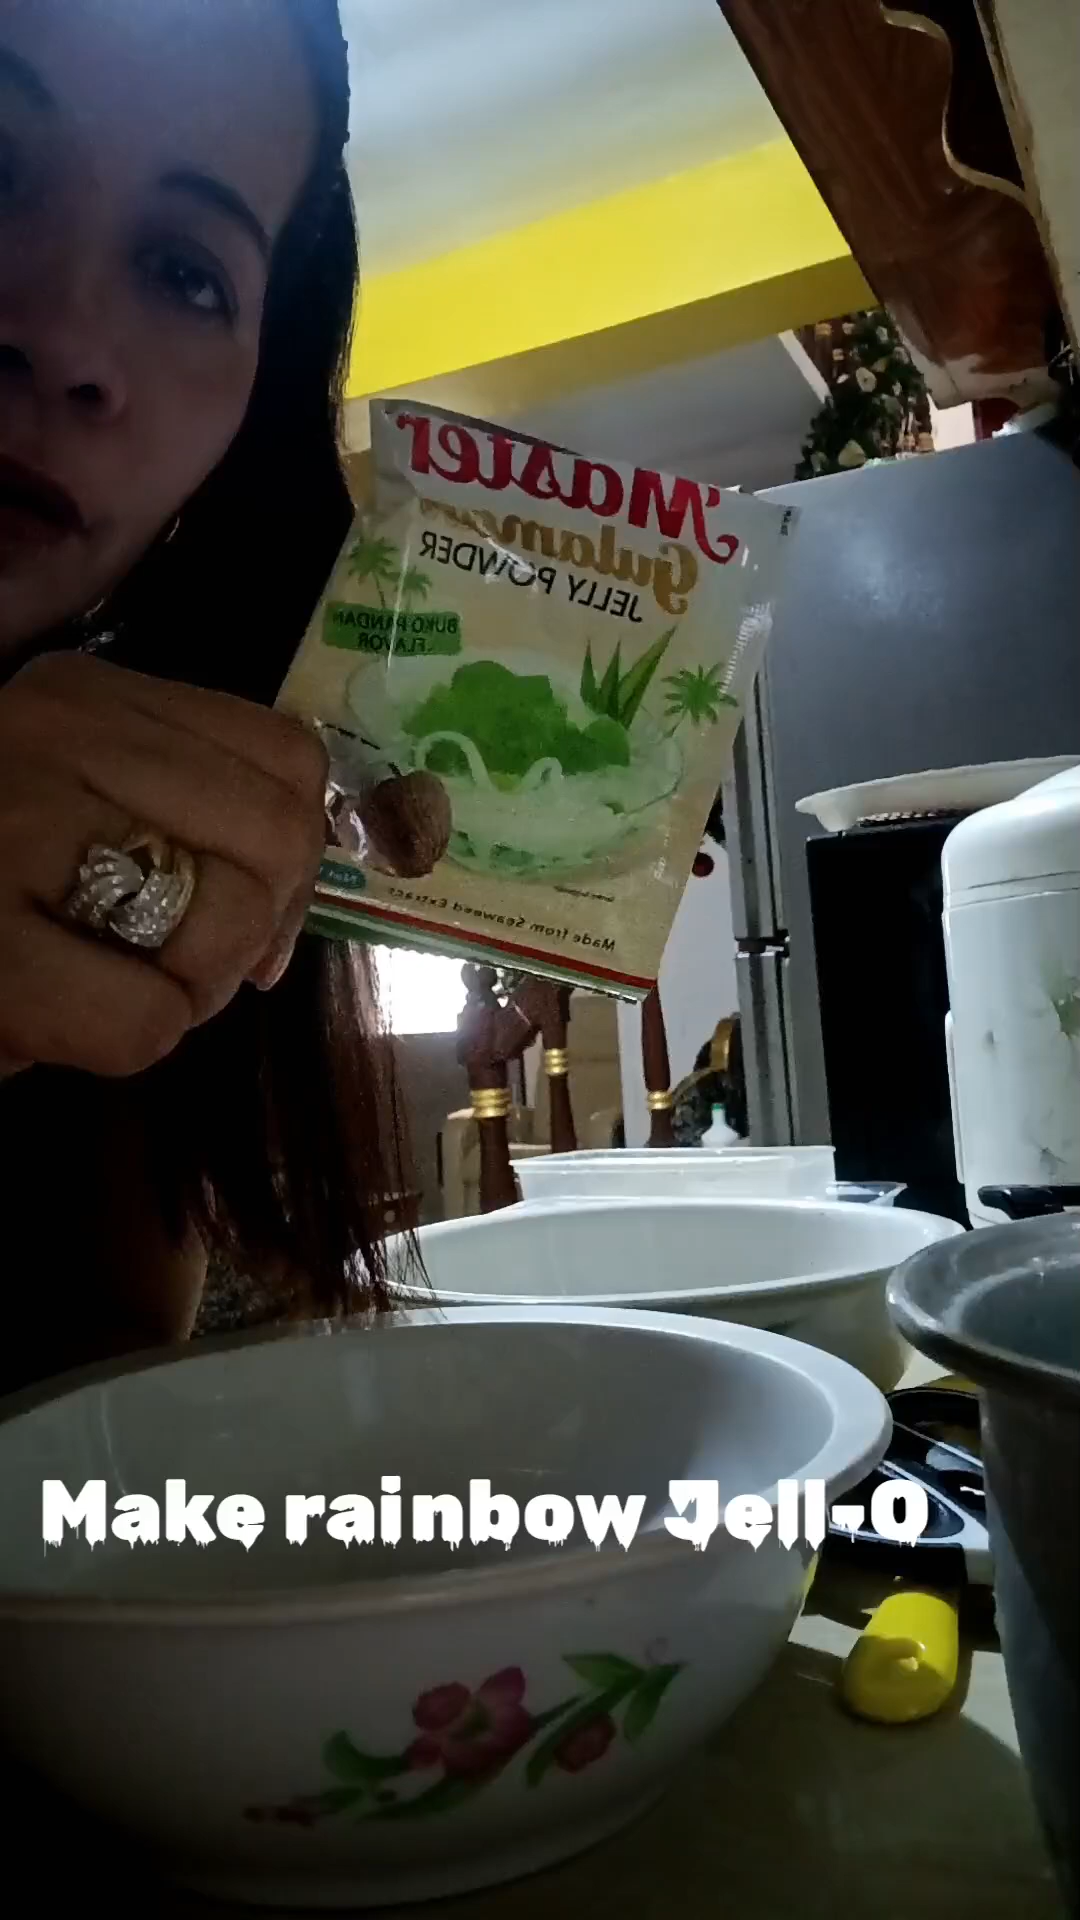 Master
Gulaman
JELLY POWDER
BUKO PANDAN
FLAVOR
Made from Seaweed Extract
Make rainbow Jell-O